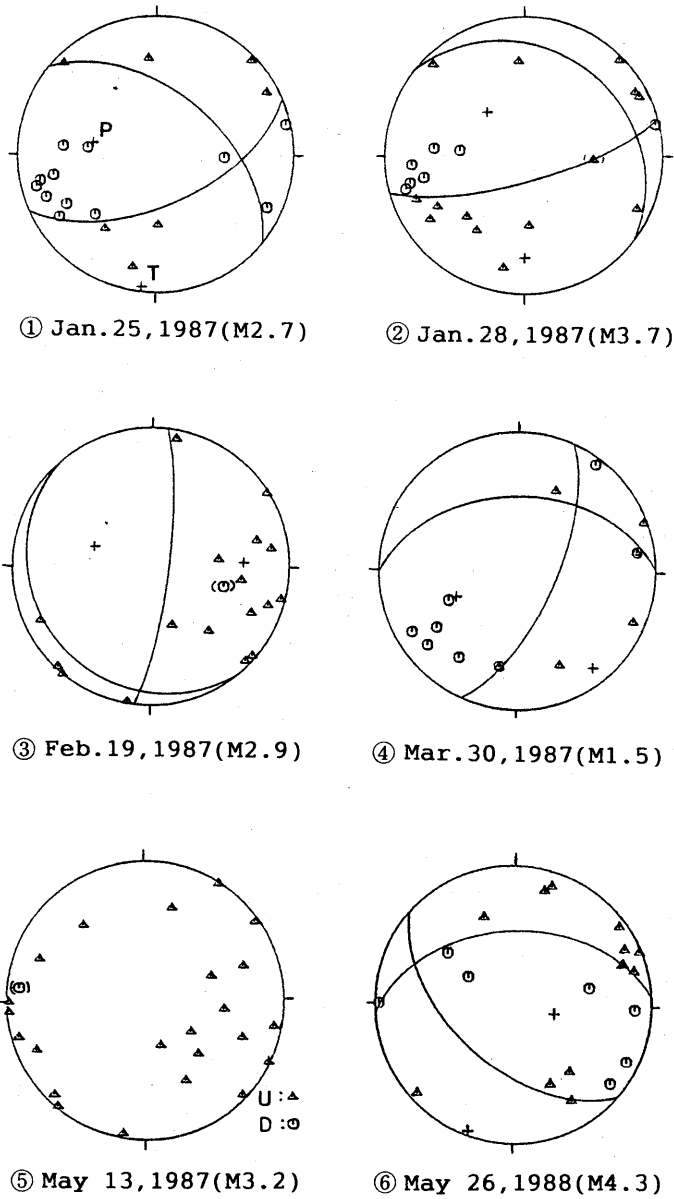 P
T
① Jan.25,1987(M2.7)
② Jan.28,1987(M3.7)
③ Feb.19,1987(M2.9)
④ Mar.30,1987(M1.5)
U:
D:
⑤ May 13,1987(M3.2)
⑥ May 26,1988(M4.3)